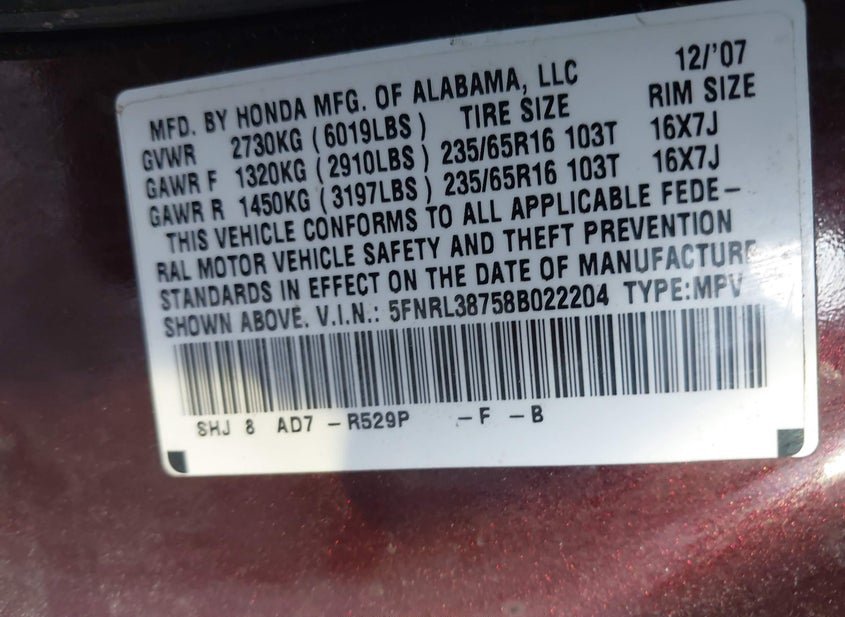 MFD. BY HONDA MFG. OF ALABAMA, LLC 12/'07
GVWR 2730KG (6019LBS) TIRE SIZE RIM SIZE
GAWR F 1320KG (2910LBS) 235/65R16 103T 16X7J
GAWR R 1450KG (3197LBS) 235/65R16 103T 16X7J
THIS VEHICLE CONFORMS TO ALL APPLICABLE FEDE-
RAL MOTOR VEHICLE SAFETY AND THEFT PREVENTION
STANDARDS IN EFFECT ON THE DATE OF MANUFACTURE
SHOWN ABOVE. V.I.N.: 5FNRL38758B022204 TYPE:MPV
SHJ 8 AD7 -R529P -F -B